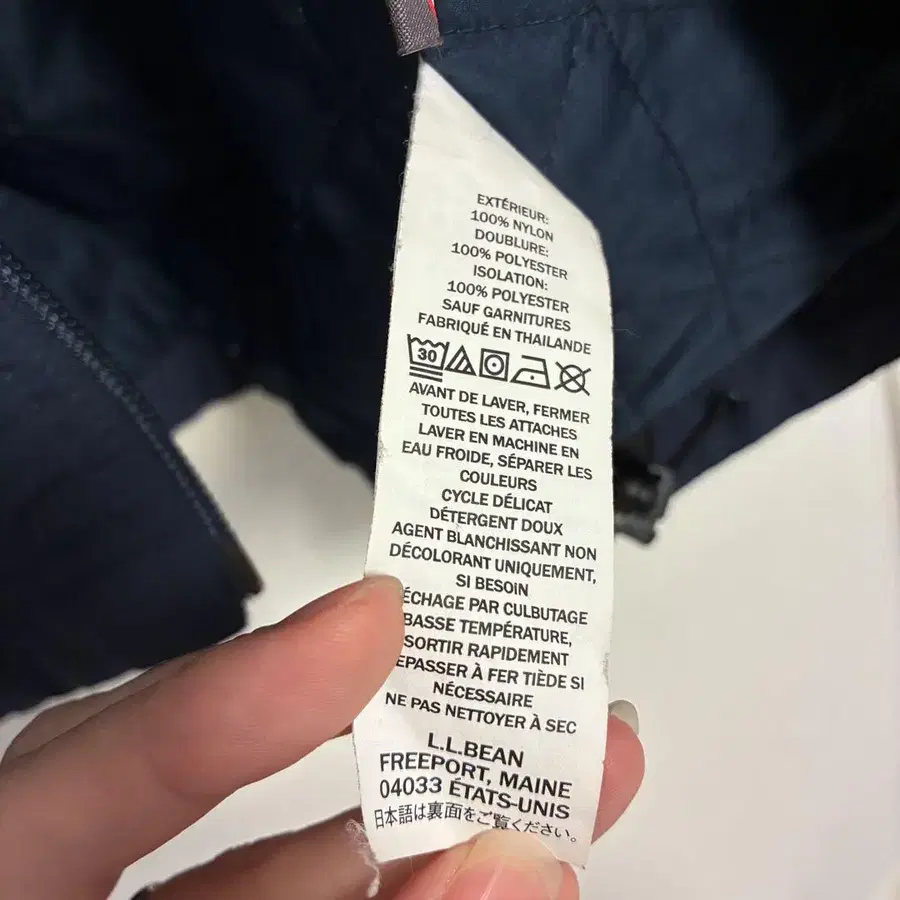 EXTÉRIEUR:
100% NYLON
DOUBLURE:
100% POLYESTER
ISOLATION:
100% POLYESTER
SAUF GARNITURES
FABRIQUÉ EN THAILANDE
30
AVANT DE LAVER, FERMER
TOUTES LES ATTACHES
LAVER EN MACHINE EN
EAU FROIDE, SÉPARER LES
COULEURS
CYCLE DÉLICAT
DÉTERGENT DOUX
AGENT BLANCHISSANT NON
DÉCOLORANT UNIQUEMENT,
SI BESOiN
ÉCHAGE PAR CULBUTAGE
BASSE TEMPÉRATURE,
SORTIR RAPIDEMENT
EPASSER À FER TIÈDE SI
NÉCESSAIRE
NE PAS NETTOYER À SEC
L.L.BEAN
FREEPORT, MAINE
04033 ÉTATS-UNIS
日本語は裏面をご覧ください。